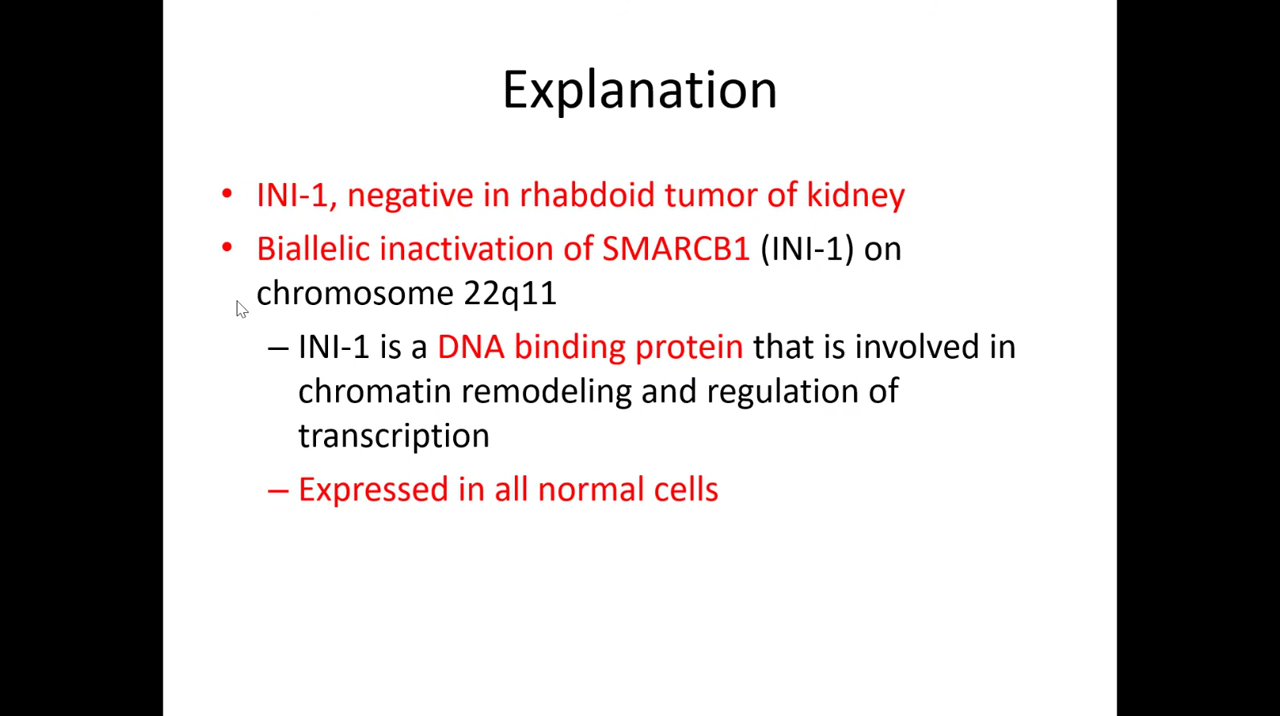 Explanation
• INI-1, negative in rhabdoid tumor of kidney
• Biallelic inactivation of SMARCB1 (INI-1) on
chromosome 22q11
– INI-1 is a DNA binding protein that is involved in
chromatin remodeling and regulation of
transcription
– Expressed in all normal cells